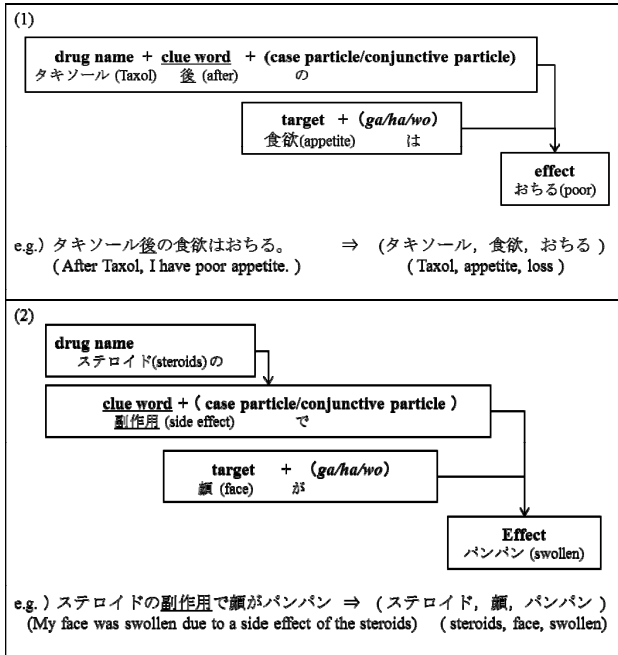 (1)
drug name + clue word + (case particle/conjunctive particle)
タキソール (Taxol) 後 (after) の
target + (ga/ha/wo)
食欲(appetite) は
effect
おちる(poor)
e.g.) タキソール後の食欲はおちる。 ⇒ (タキソール, 食欲, おちる )
( After Taxol, I have poor appetite. ) ( Taxol, appetite, loss )
(2)
drug name
ステロイド(steroids)の
clue word + ( case particle/conjunctive particle )
副作用 (side effect) で
target + (ga/ha/wo)
顔 (face) が
Effect
パンパン (swollen)
e.g. ) ステロイドの副作用で顔がパンパン ⇒ ( ステロイド, 顔, パンパン )
(My face was swollen due to a side effect of the steroids) ( steroids, face, swollen)